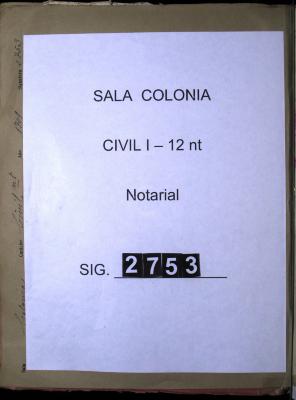 SALA COLONIA
CIVIL I – 12 nt
Notarial
SIG. 2753